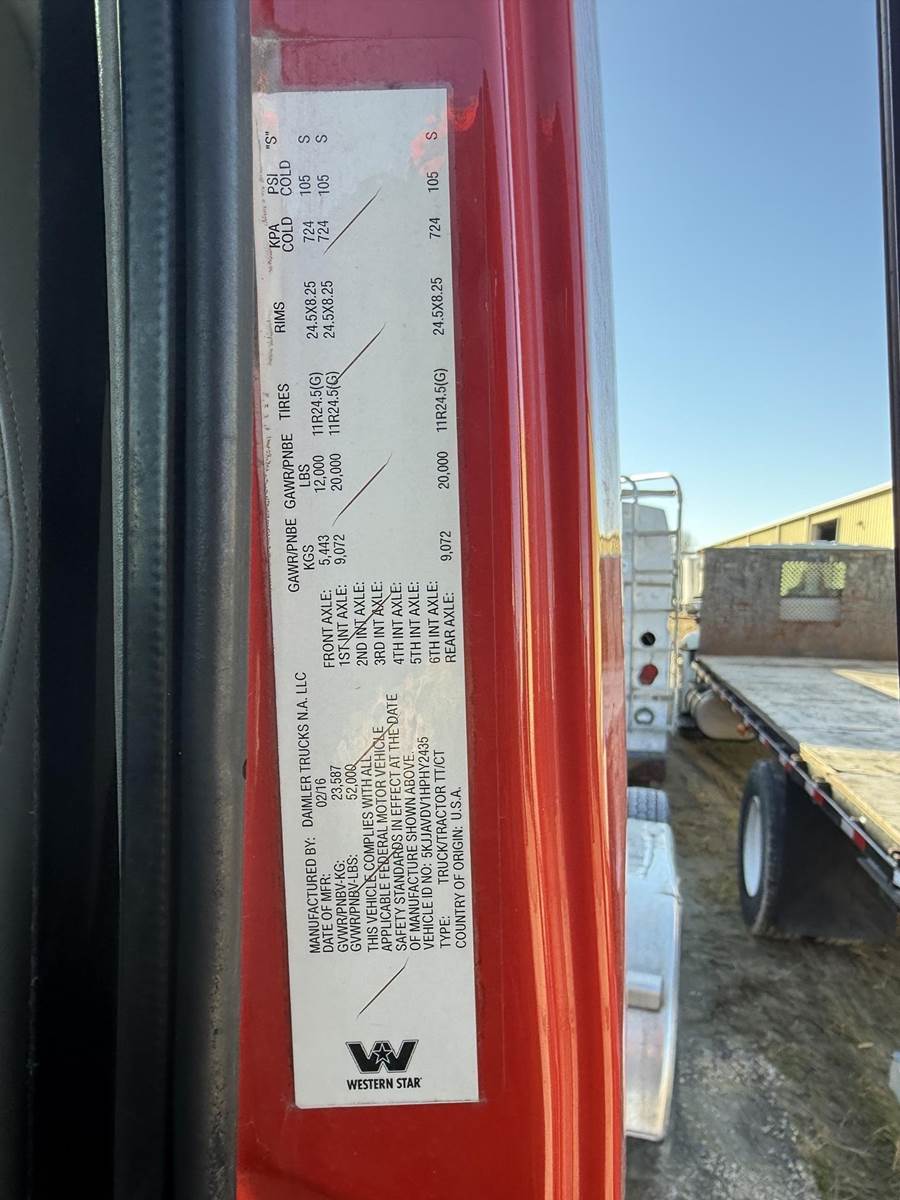 WESTERN STAR
MANUFACTURED BY: DAIMLER TRUCKS N.A. LLC
DATE OF MFR: 02/16
GVWR/PNBV-KG: 23,587
GVWR/PNBV-LBS: 52,000
THIS VEHICLE COMPLIES WITH ALL
APPLICABLE FEDERAL MOTOR VEHICLE
SAFETY STANDARDS IN EFFECT AT THE DATE
OF MANUFACTURE SHOWN ABOVE.
VEHICLE ID NO: 5KJJAVDV1HPHY2435
TYPE: TRUCK/TRACTOR TT/CT
COUNTRY OF ORIGIN: U.S.A.
GAWR/PNBE GAWR/PNBE TIRES RIMS KPA PSI "S"
KGS LBS COLD COLD
FRONT AXLE: 5,443 12,000 11R24.5(G) 24.5X8.25 724 105 S
1ST INT AXLE: 9,072 20,000 11R24.5(G) 24.5X8.25 724 105 S
2ND INT AXLE:
3RD INT AXLE:
4TH INT AXLE:
5TH INT AXLE:
6TH INT AXLE:
REAR AXLE: 9,072 20,000 11R24.5(G) 24.5X8.25 724 105 S